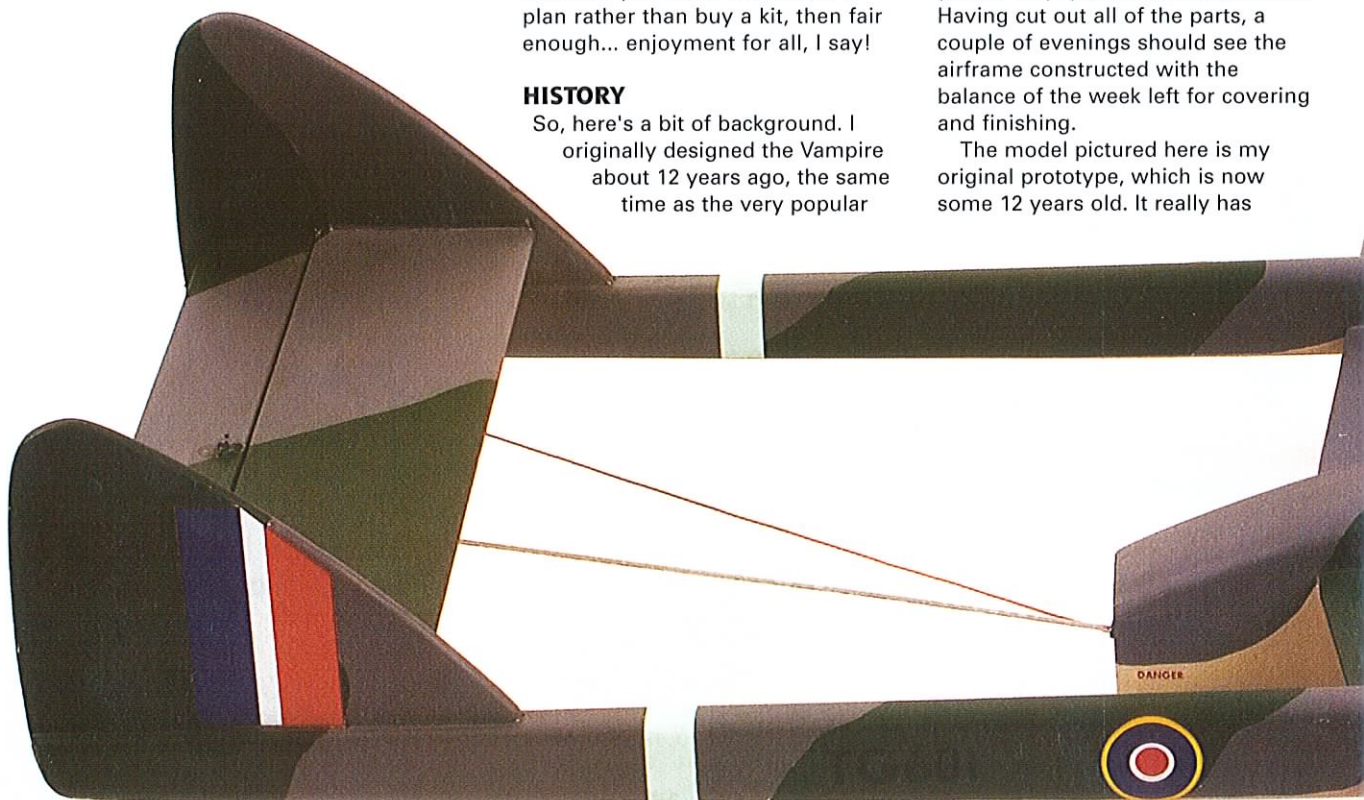 plan rather than buy a kit, then fair
enough... enjoyment for all, I say!
HISTORY
So, here's a bit of background. I
originally designed the Vampire
about 12 years ago, the same
time as the very popular
Having cut out all of the parts, a
couple of evenings should see the
airframe constructed with the
balance of the week left for covering
and finishing.
The model pictured here is my
original prototype, which is now
some 12 years old. It really has
DANGER